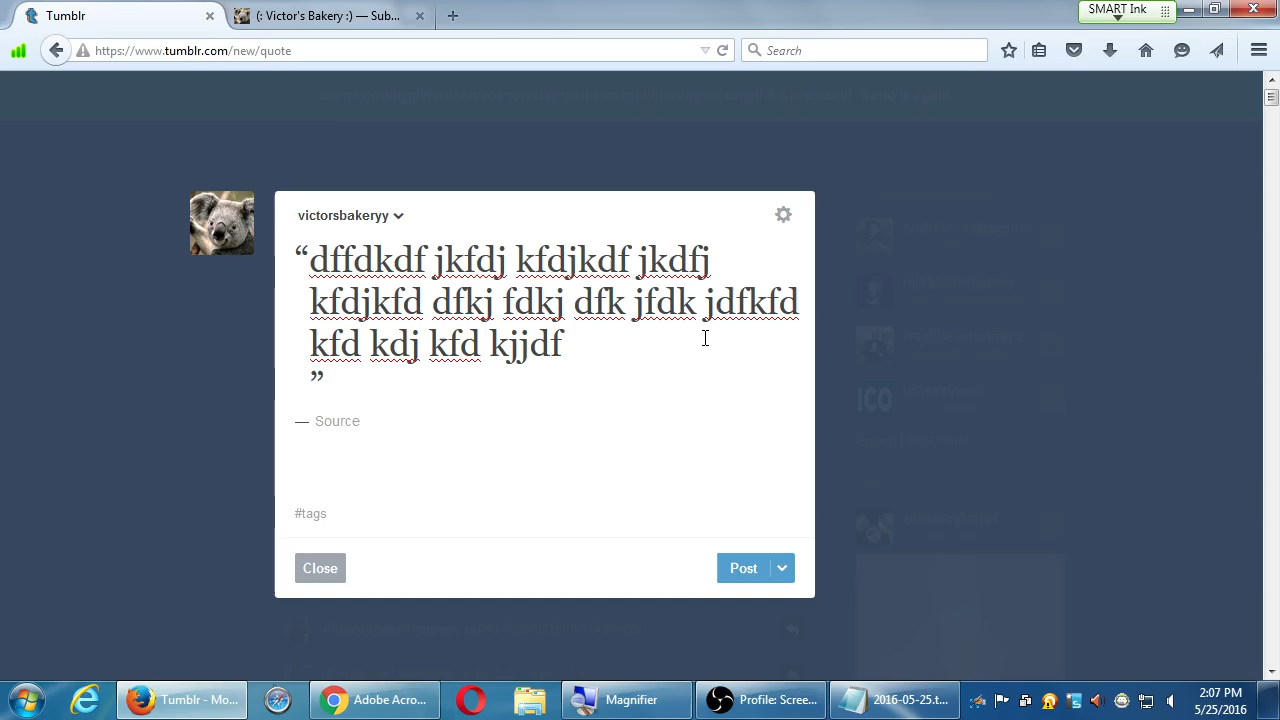 Tumblr
(: Victor's Bakery :) — Sub...
SMART Ink
https://www.tumblr.com/new/quote
Search
victorsbakeryy
“dffdkdf jkfdj kfdjkdf jkdfj
kfdjkfd dfkj fdkj dfk jfdk jdfkfd
kfd kdj kfd kjjdf
”
— Source
#tags
Close
Post
ICO
Tumblr - Mo...
Adobe Acro...
Magnifier
Profile: Scree...
2016-05-25.t...
2:07 PM
5/25/2016